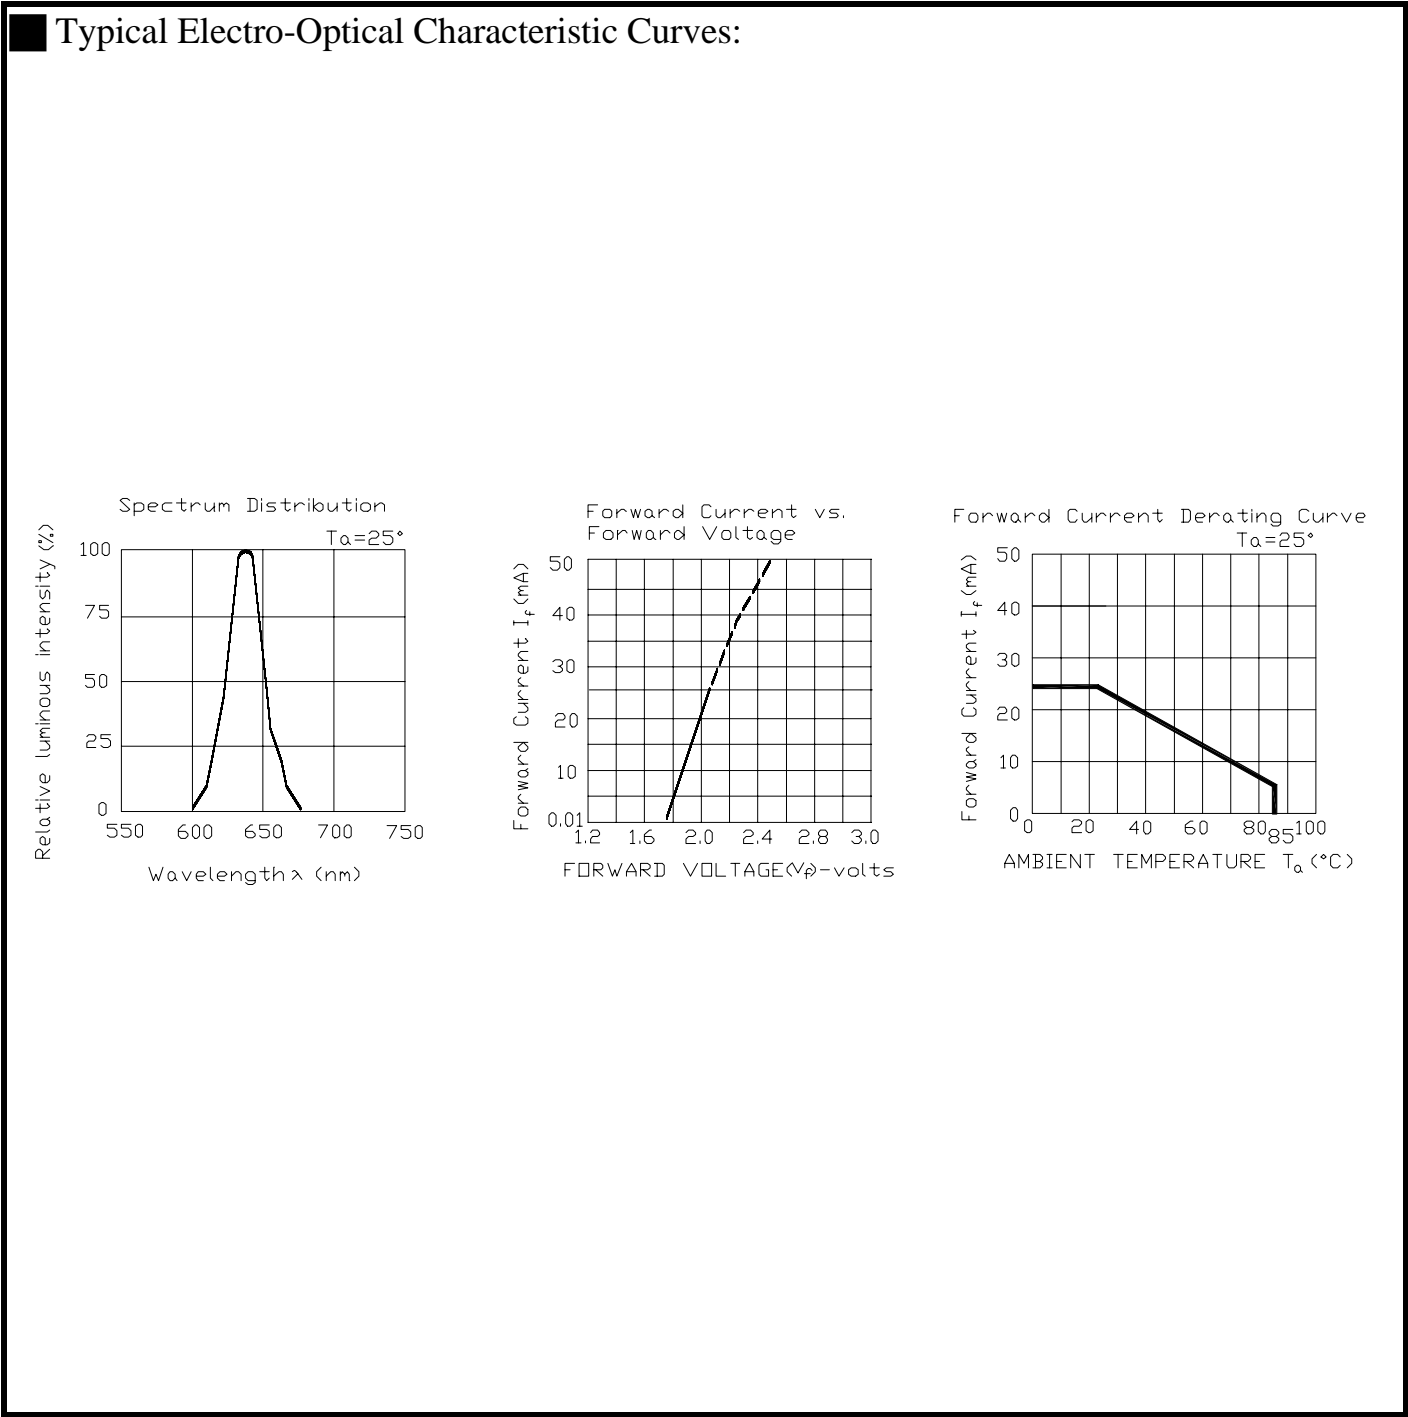 Typical Electro-Optical Characteristic Curves:
Spectrum Distribution
Ta=25°
Relative luminous intensity(%)
100
75
50
25
0
550 600 650 700 750
Wavelength λ (nm)
Forward Current vs.
Forward Voltage
Forward Current If(mA)
50
40
30
20
10
0.01
1.2 1.6 2.0 2.4 2.8 3.0
FORWARD VOLTAGE(Vf)-volts
Forward Current Derating Curve
Ta=25°
Forward Current If(mA)
50
40
30
20
10
0
0 20 40 60 80 85 100
AMBIENT TEMPERATURE Ta(°C)